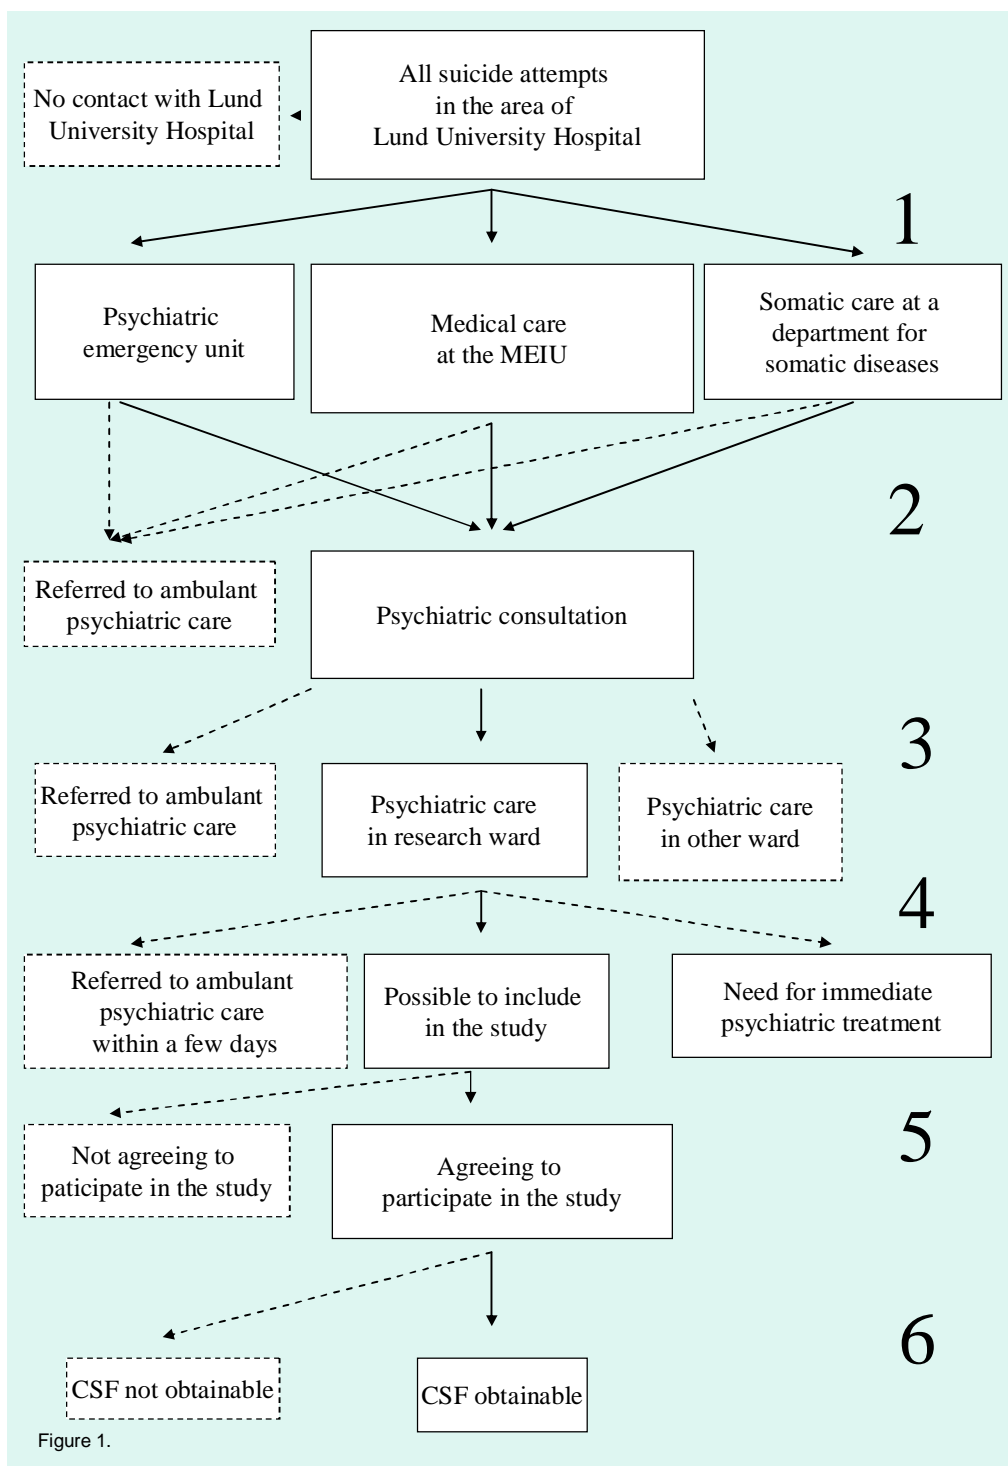 All suicide attempts
in the area of
Lund University Hospital
No contact with Lund
University Hospital
1
Psychiatric
emergency unit
Medical care
at the MEIU
Somatic care at a
department for
somatic diseases
2
Referred to ambulant
psychiatric care
Psychiatric consultation
3
Referred to ambulant
psychiatric care
Psychiatric care
in research ward
Psychiatric care
in other ward
4
Referred to ambulant
psychiatric care
within a few days
Possible to include
in the study
Need for immediate
psychiatric treatment
5
Not agreeing to
paticipate in the study
Agreeing to
participate in the study
6
CSF not obtainable
CSF obtainable
Figure 1.